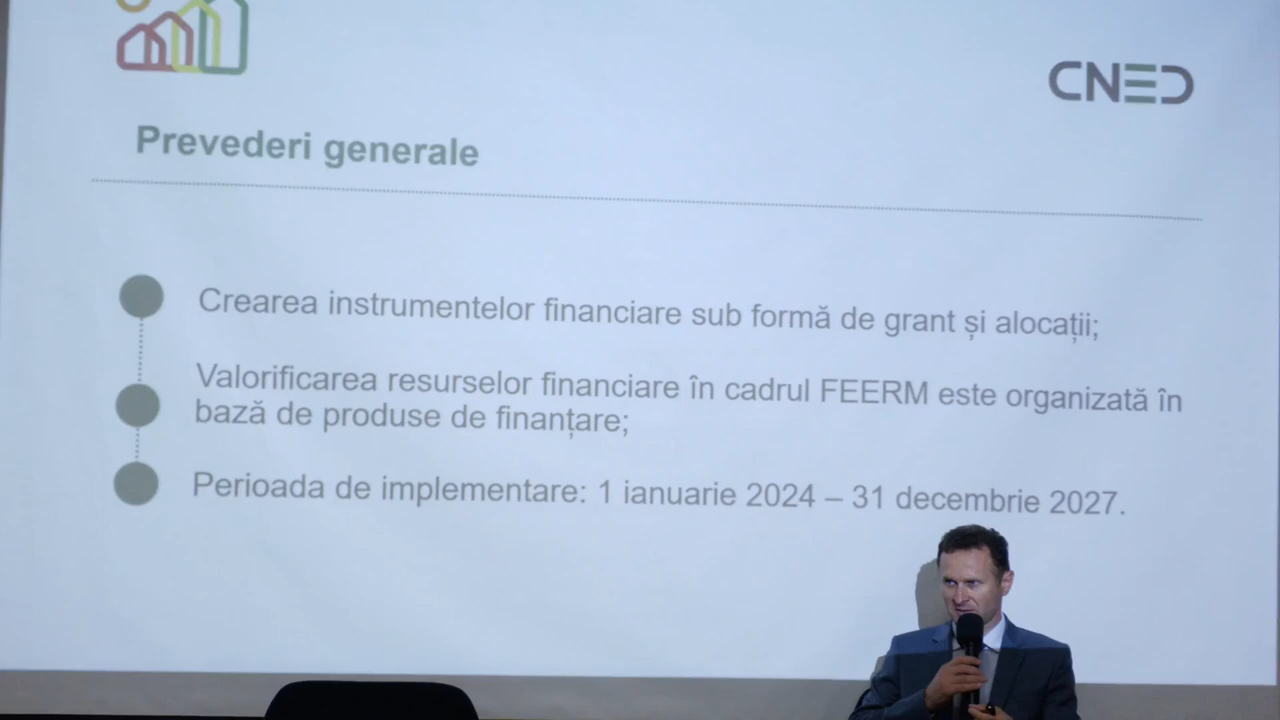 CNED
Prevederi generale
Crearea instrumentelor financiare sub formă de grant și alocații;
Valorificarea resurselor financiare în cadrul FEERM este organizată în
bază de produse de finanțare;
Perioada de implementare: 1 ianuarie 2024 – 31 decembrie 2027.